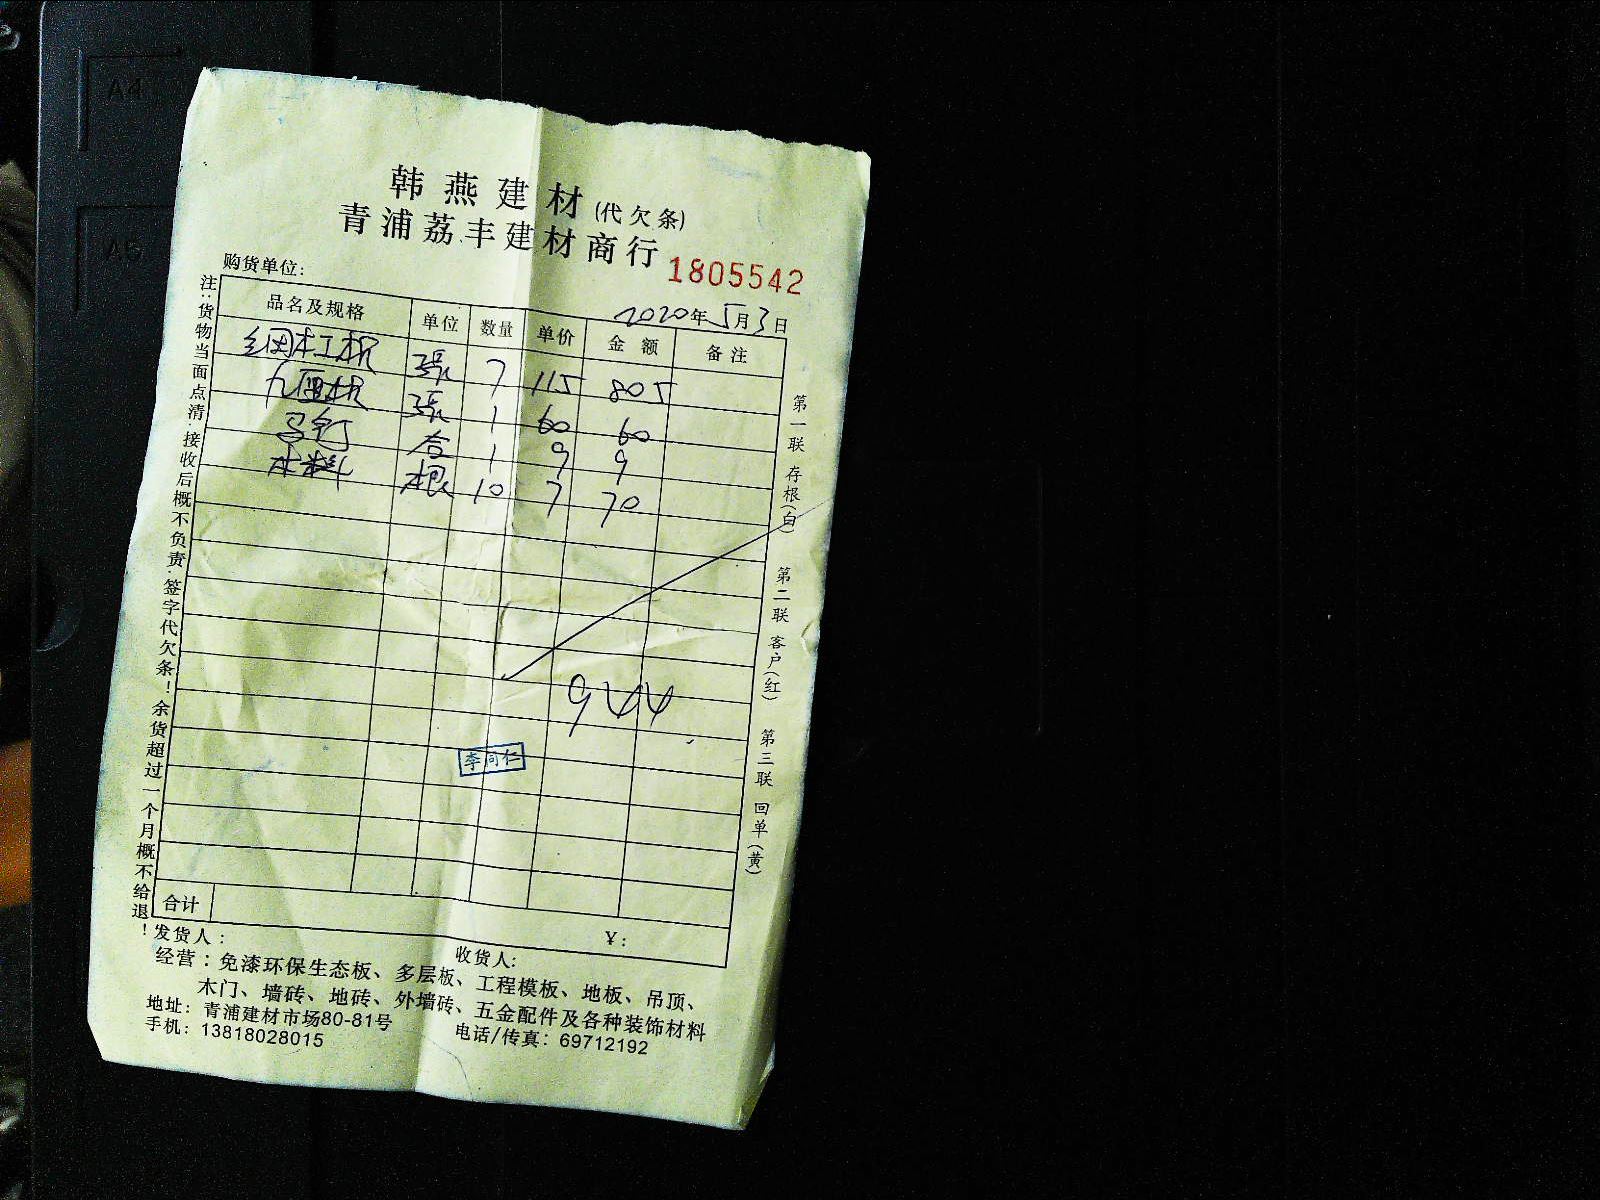 A4
A5
韩燕建材(代欠条)
青浦荔丰建材商行
1805542
购货单位:
2020年5月3日
品名及规格 单位 数量 单价 金额 备注
细木工板 张 7 115 805
九厘板 张 1 60 60
马钉 合 1 9 9
木料 根 10 7 70
944
李同仁
合计 ¥:
发货人: 收货人:
经营:免漆环保生态板、多层板、工程模板、地板、吊顶、
木门、墙砖、地砖、外墙砖、五金配件及各种装饰材料
地址:青浦建材市场80-81号
手机:13818028015 电话/传真:69712192
注:货物当面点清.接收后概不负责.签字代欠条!余货超过一个月概不给退!
第一联 存根(白) 第二联 客户(红) 第三联 回单(黄)